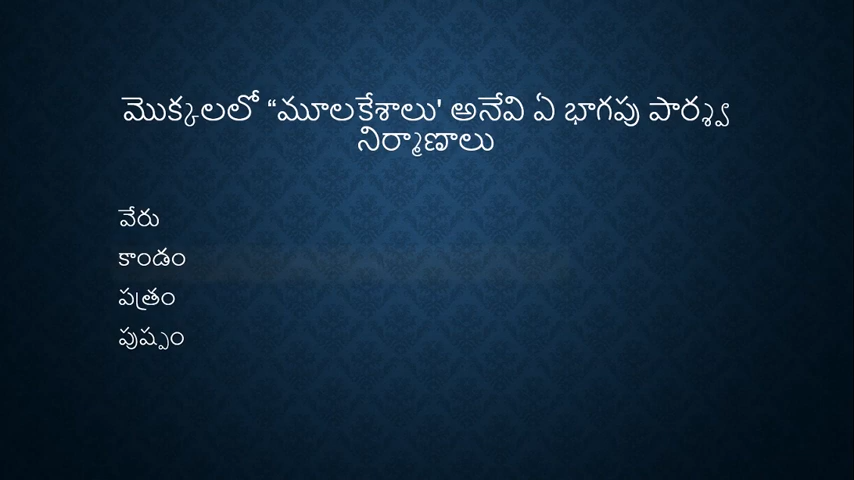 మొక్కలలో “మూలకేశాలు' అనేవి ఏ భాగపు పార్శ్వ
నిర్మాణాలు
వేరు
కాండం
పత్రం
పుష్పం